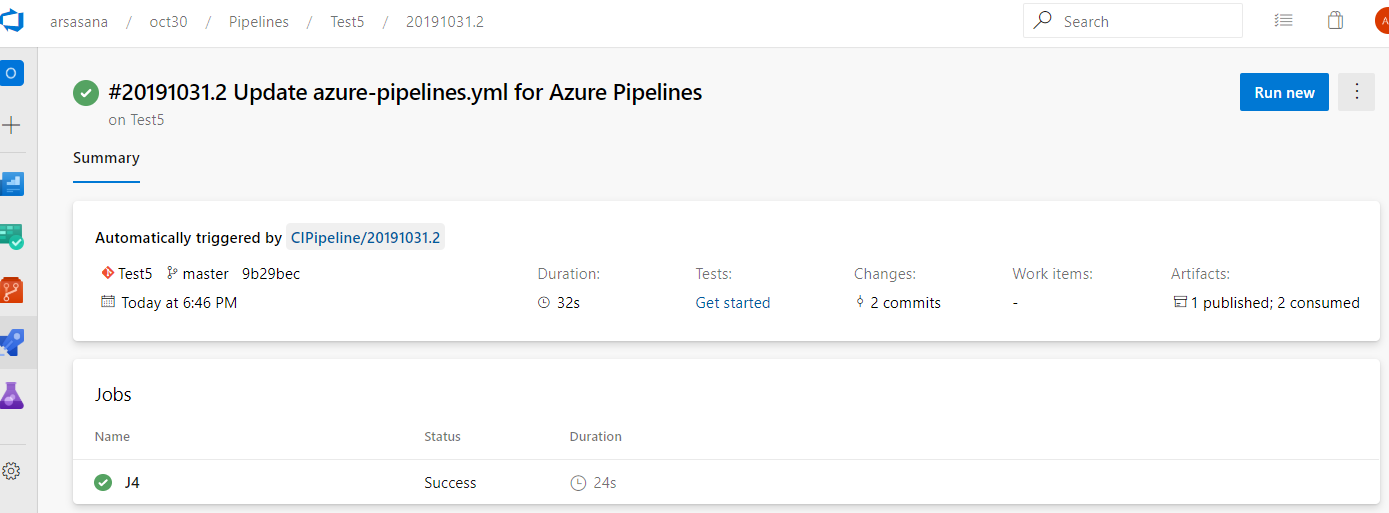 arsasana / oct30 / Pipelines / Test5 / 20191031.2
Search
A
O
#20191031.2 Update azure-pipelines.yml for Azure Pipelines
Run new
on Test5
Summary
Automatically triggered by CIPipeline/20191031.2
Test5 master 9b29bec Duration: Tests: Changes: Work items: Artifacts:
Today at 6:46 PM 32s Get started 2 commits - 1 published; 2 consumed
Jobs
Name Status Duration
J4 Success 24s